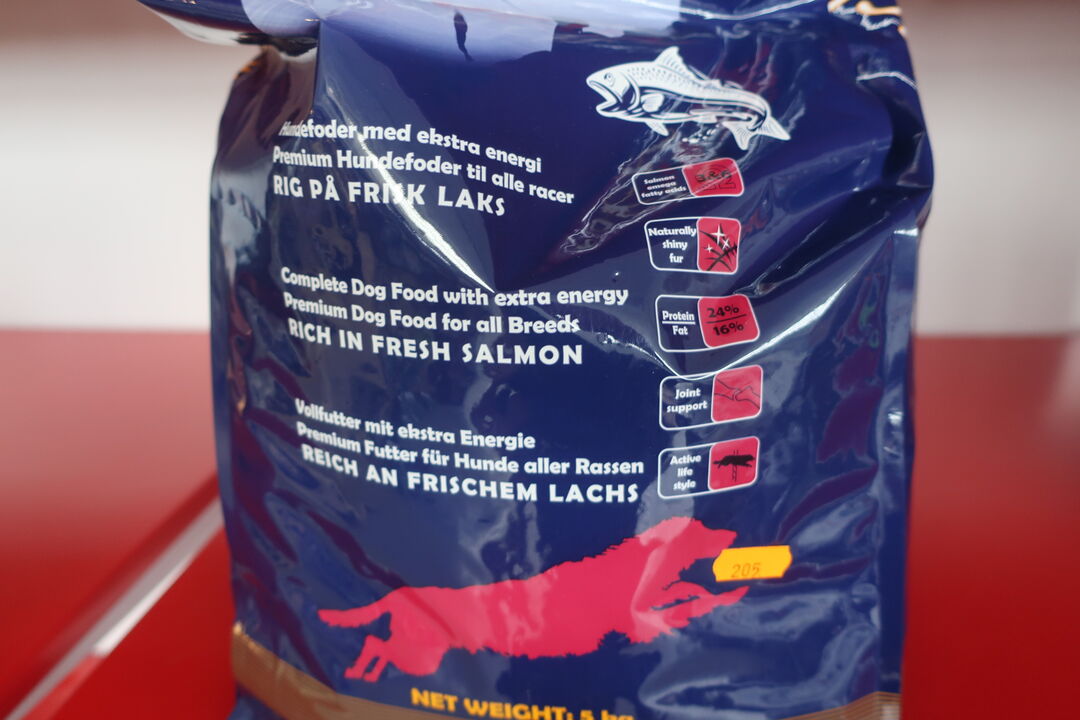 Hundefoder med ekstra energi
Premium Hundefoder til alle racer
RIG PÅ FRISK LAKS
Complete Dog Food with extra energy
Premium Dog Food for all Breeds
RICH IN FRESH SALMON
Vollfutter mit ekstra Energie
Premium Futter für Hunde aller Rassen
REICH AN FRISCHEM LACHS
Salmon
omega
fatty acids
Naturally
shiny
fur
Protein 24%
Fat 16%
Joint
support
Active
life
style
205
NET WEIGHT: 5 kg